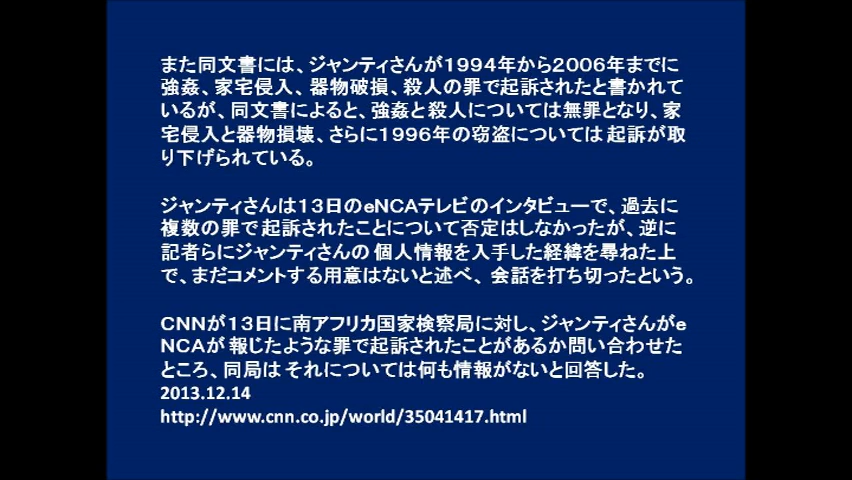 また同文書には、ジャンティさんが1994年から2006年までに
強姦、家宅侵入、器物破損、殺人の罪で起訴されたと書かれて
いるが、同文書によると、強姦と殺人については無罪となり、家
宅侵入と器物損壊、さらに1996年の窃盗については 起訴が取
り下げられている。
ジャンティさんは13日のeNCAテレビのインタビューで、過去に
複数の罪で起訴されたことについて否定はしなかったが、逆に
記者らにジャンティさんの 個人情報を入手した経緯を尋ねた上
で、まだコメントする用意はないと述べ、 会話を打ち切ったという。
CNNが13日に南アフリカ国家検察局に対し、ジャンティさんがe
NCAが 報じたような罪で起訴されたことがあるか問い合わせた
ところ、同局は それについては何も情報がないと回答した。
2013.12.14
http://www.cnn.co.jp/world/35041417.html